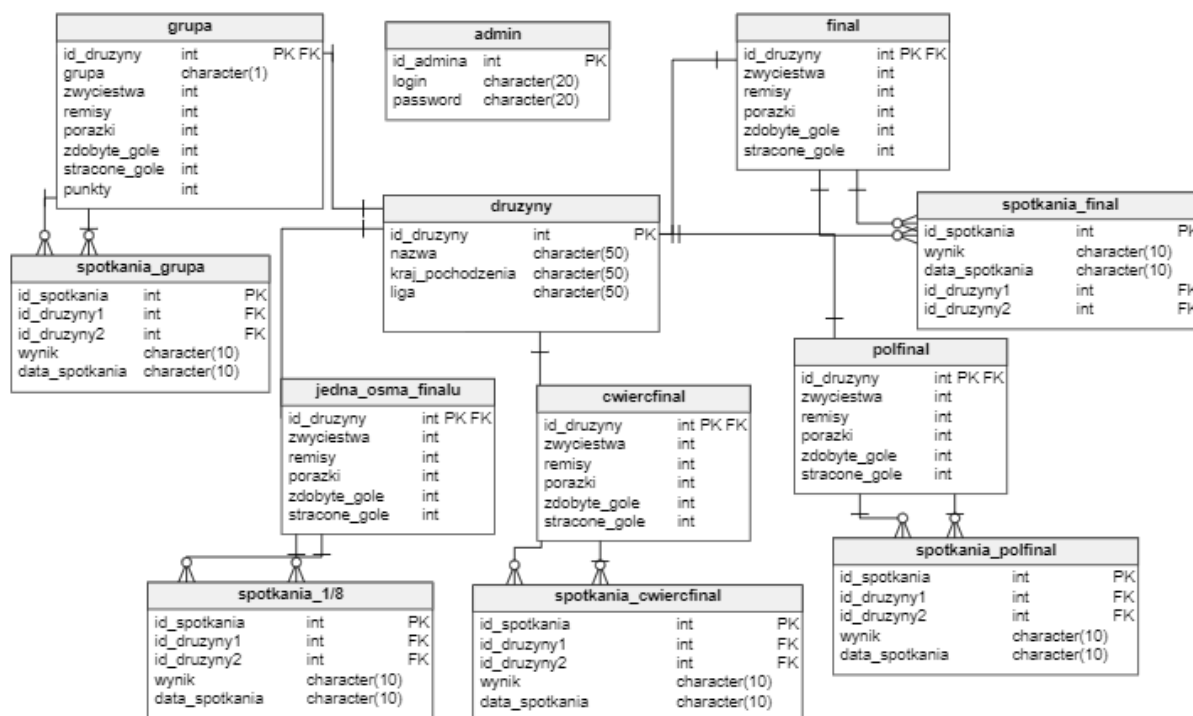 grupa
id_druzyny int PK FK
grupa character(1)
zwyciestwa int
remisy int
porazki int
zdobyte_gole int
stracone_gole int
punkty int
admin
id_admina int PK
login character(20)
password character(20)
final
id_druzyny int PK FK
zwyciestwa int
remisy int
porazki int
zdobyte_gole int
stracone_gole int
druzyny
id_druzyny int PK
nazwa character(50)
kraj_pochodzenia character(50)
liga character(50)
spotkania_final
id_spotkania int PK
wynik character(10)
data_spotkania character(10)
id_druzyny1 int FK
id_druzyny2 int FK
spotkania_grupa
id_spotkania int PK
id_druzyny1 int FK
id_druzyny2 int FK
wynik character(10)
data_spotkania character(10)
jedna_osma_finalu
id_druzyny int PK FK
zwyciestwa int
remisy int
porazki int
zdobyte_gole int
stracone_gole int
cwiercfinal
id_druzyny int PK FK
zwyciestwa int
remisy int
porazki int
zdobyte_gole int
stracone_gole int
polfinal
id_druzyny int PK FK
zwyciestwa int
remisy int
porazki int
zdobyte_gole int
stracone_gole int
spotkania_1/8
id_spotkania int PK
id_druzyny1 int FK
id_druzyny2 int FK
wynik character(10)
data_spotkania character(10)
spotkania_cwiercfinal
id_spotkania int PK
id_druzyny1 int FK
id_druzyny2 int FK
wynik character(10)
data_spotkania character(10)
spotkania_polfinal
id_spotkania int PK
id_druzyny1 int FK
id_druzyny2 int FK
wynik character(10)
data_spotkania character(10)